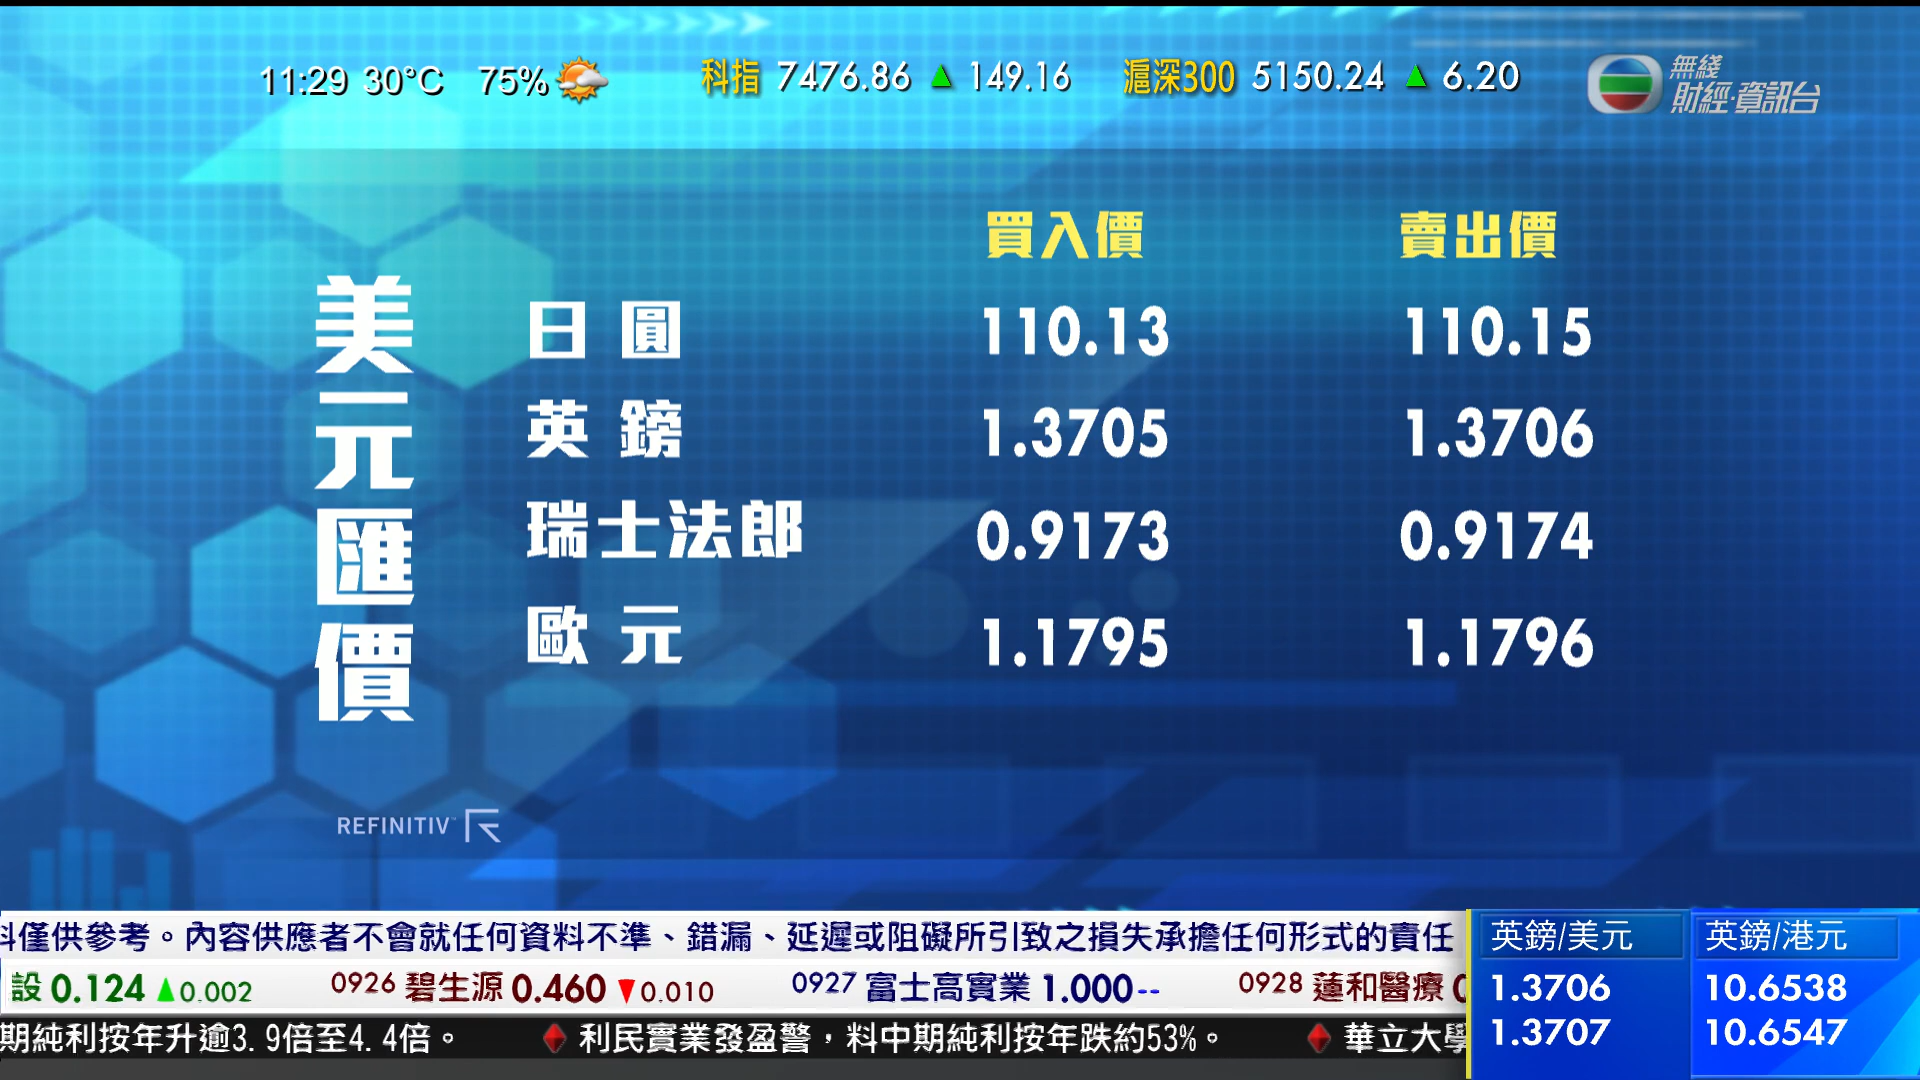 11:29 30°C 75% 科指 7476.86 ▲ 149.16 滬深300 5150.24 ▲ 6.20
無綫
財經·資訊台
美元匯價
買入價 賣出價
日圓 110.13 110.15
英鎊 1.3705 1.3706
瑞士法郎 0.9173 0.9174
歐元 1.1795 1.1796
REFINITIV
料僅供參考。內容供應者不會就任何資料不準、錯漏、延遲或阻礙所引致之損失承擔任何形式的責任
設 0.124 ▲0.002 0926 碧生源 0.460 ▼0.010 0927 富士高實業 1.000-- 0928 蓮和醫療
期純利按年升逾3.9倍至4.4倍。 ♦ 利民實業發盈警，料中期純利按年跌約53%。 ♦ 華立大學
英鎊/美元
1.3706
1.3707
英鎊/港元
10.6538
10.6547